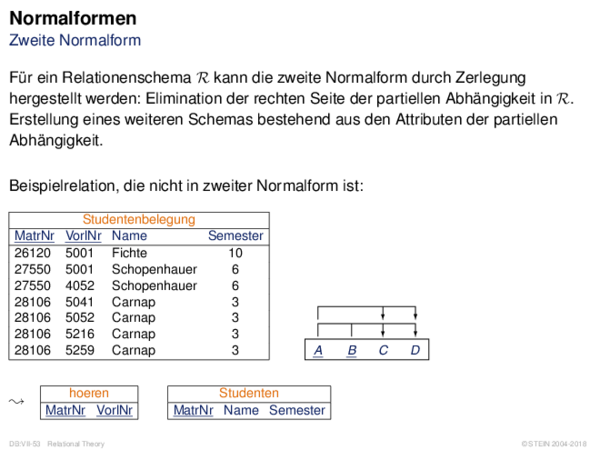 Normalformen
Zweite Normalform
Für ein Relationenschema ℛ kann die zweite Normalform durch Zerlegung
hergestellt werden: Elimination der rechten Seite der partiellen Abhängigkeit in ℛ.
Erstellung eines weiteren Schemas bestehend aus den Attributen der partiellen
Abhängigkeit.
Beispielrelation, die nicht in zweiter Normalform ist:
Studentenbelegung
MatrNr VorlNr Name Semester
26120 5001 Fichte 10
27550 5001 Schopenhauer 6
27550 4052 Schopenhauer 6
28106 5041 Carnap 3
28106 5052 Carnap 3
28106 5216 Carnap 3
28106 5259 Carnap 3
A B C D
hoeren
MatrNr VorlNr
Studenten
MatrNr Name Semester
DB:VII-53 Relational Theory
© STEIN 2004-2018